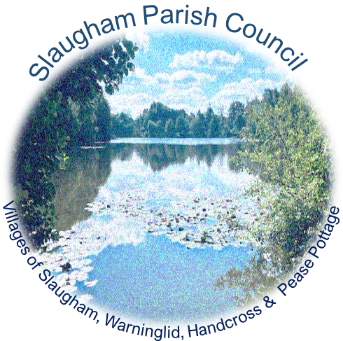 Slaugham Parish Council
Villages of Slaugham, Warninglid, Handcross & Pease Pottage